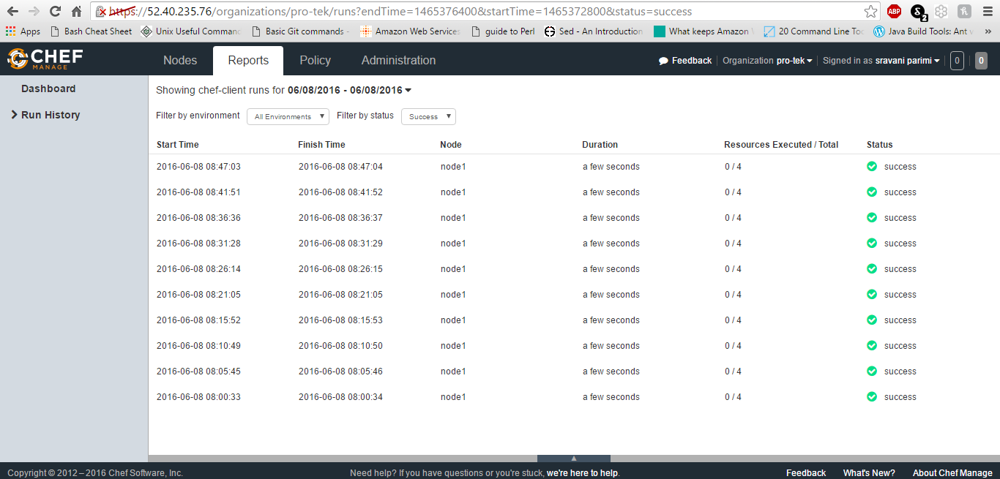 https://52.40.235.76/organizations/pro-tek/runs?endTime=1465376400&startTime=1465372800&status=success ABP 2
Apps Bash Cheat Sheet Unix Useful Comman Basic Git commands - Amazon Web Services guide to Perl Sed - An Introduction What keeps Amazon 20 Command Line To Java Build Tools: Ant v »
CHEF MANAGE Nodes Reports Policy Administration Feedback Organization pro-tek Signed in as sravani parimi 0 0
Dashboard
Run History
Showing chef-client runs for 06/08/2016 - 06/08/2016
Filter by environment All Environments Filter by status Success
Start Time Finish Time Node Duration Resources Executed / Total Status
2016-06-08 08:47:03 2016-06-08 08:47:04 node1 a few seconds 0 / 4 success
2016-06-08 08:41:51 2016-06-08 08:41:52 node1 a few seconds 0 / 4 success
2016-06-08 08:36:36 2016-06-08 08:36:37 node1 a few seconds 0 / 4 success
2016-06-08 08:31:28 2016-06-08 08:31:29 node1 a few seconds 0 / 4 success
2016-06-08 08:26:14 2016-06-08 08:26:15 node1 a few seconds 0 / 4 success
2016-06-08 08:21:05 2016-06-08 08:21:05 node1 a few seconds 0 / 4 success
2016-06-08 08:15:52 2016-06-08 08:15:53 node1 a few seconds 0 / 4 success
2016-06-08 08:10:49 2016-06-08 08:10:50 node1 a few seconds 0 / 4 success
2016-06-08 08:05:45 2016-06-08 08:05:46 node1 a few seconds 0 / 4 success
2016-06-08 08:00:33 2016-06-08 08:00:34 node1 a few seconds 0 / 4 success
Copyright © 2012 – 2016 Chef Software, Inc. Need help? If you have questions or you're stuck, we're here to help. Feedback What's New? About Chef Manage